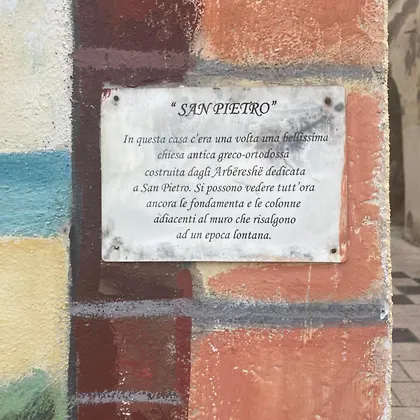 “ SAN PIETRO”
In questa casa c'era una volta una bellissima
chiesa antica greco-ortodossa
costruita dagli Arbëreshë dedicata
a San Pietro. Si possono vedere tutt'ora
ancora le fondamenta e le colonne
adiacenti al muro che risalgono
ad un epoca lontana.